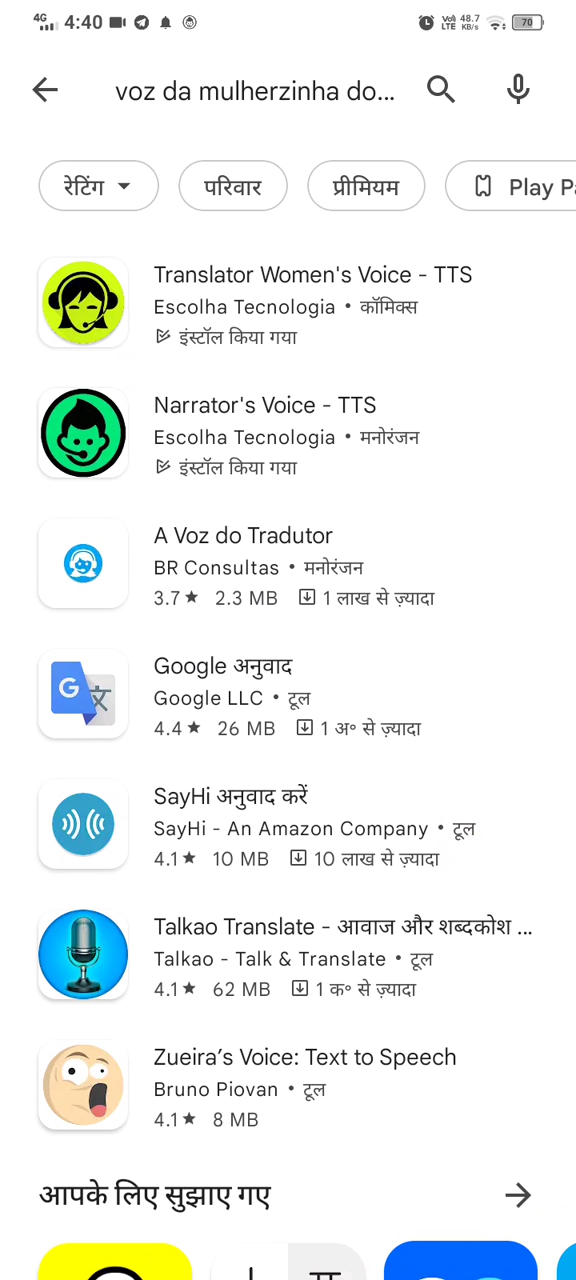 4G 4:40 VoD LTE 48.7 KB/s 70
voz da mulherzinha do...
रेटिंग परिवार प्रीमियम Play Pa
Translator Women's Voice - TTS
Escolha Tecnologia • कॉमिक्स
इंस्टॉल किया गया
Narrator's Voice - TTS
Escolha Tecnologia • मनोरंजन
इंस्टॉल किया गया
A Voz do Tradutor
BR Consultas • मनोरंजन
3.7★ 2.3 MB 1 लाख से ज़्यादा
G 文
Google अनुवाद
Google LLC • टूल
4.4★ 26 MB 1 अ॰ से ज़्यादा
SayHi अनुवाद करें
SayHi - An Amazon Company • टूल
4.1★ 10 MB 10 लाख से ज़्यादा
Talkao Translate - आवाज और शब्दकोश ...
Talkao - Talk & Translate • टूल
4.1★ 62 MB 1 क॰ से ज़्यादा
Zueira’s Voice: Text to Speech
Bruno Piovan • टूल
4.1★ 8 MB
आपके लिए सुझाए गए